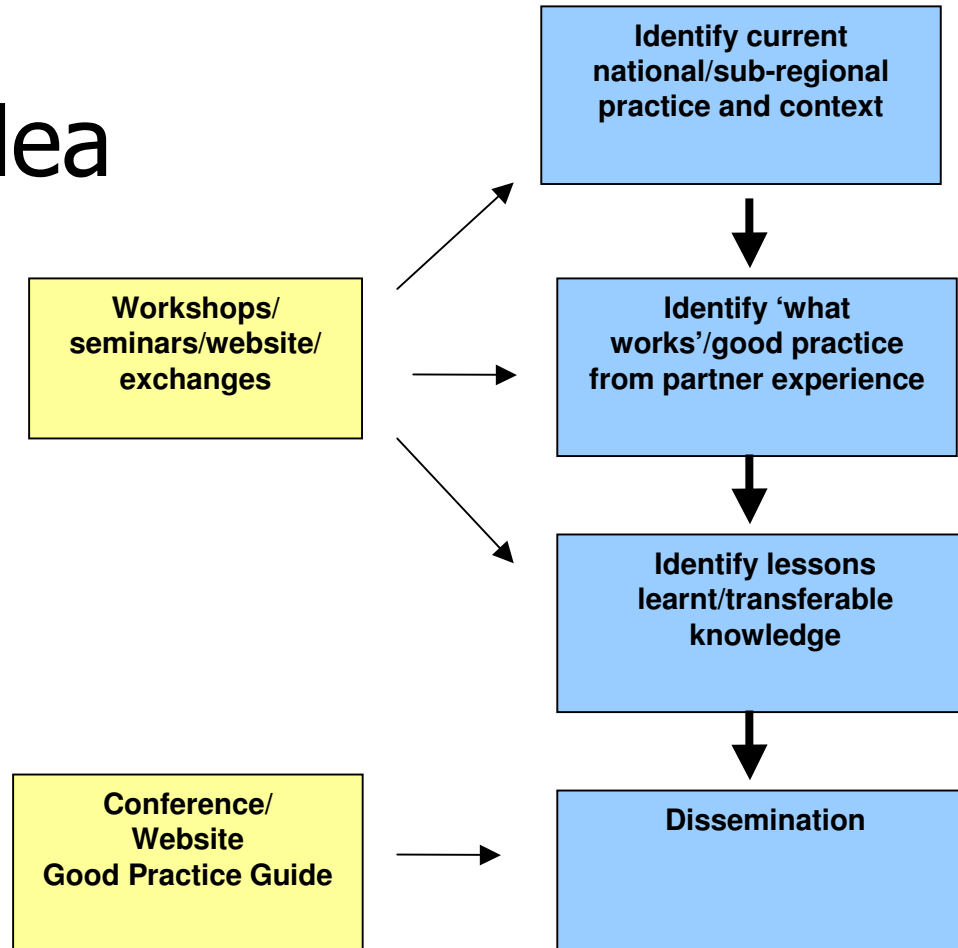 Identify current
national/sub-regional
practice and context
dea
Workshops/
seminars/website/
exchanges
Identify ‘what
works’/good practice
from partner experience
Identify lessons
learnt/transferable
knowledge
Conference/
Website
Good Practice Guide
Dissemination